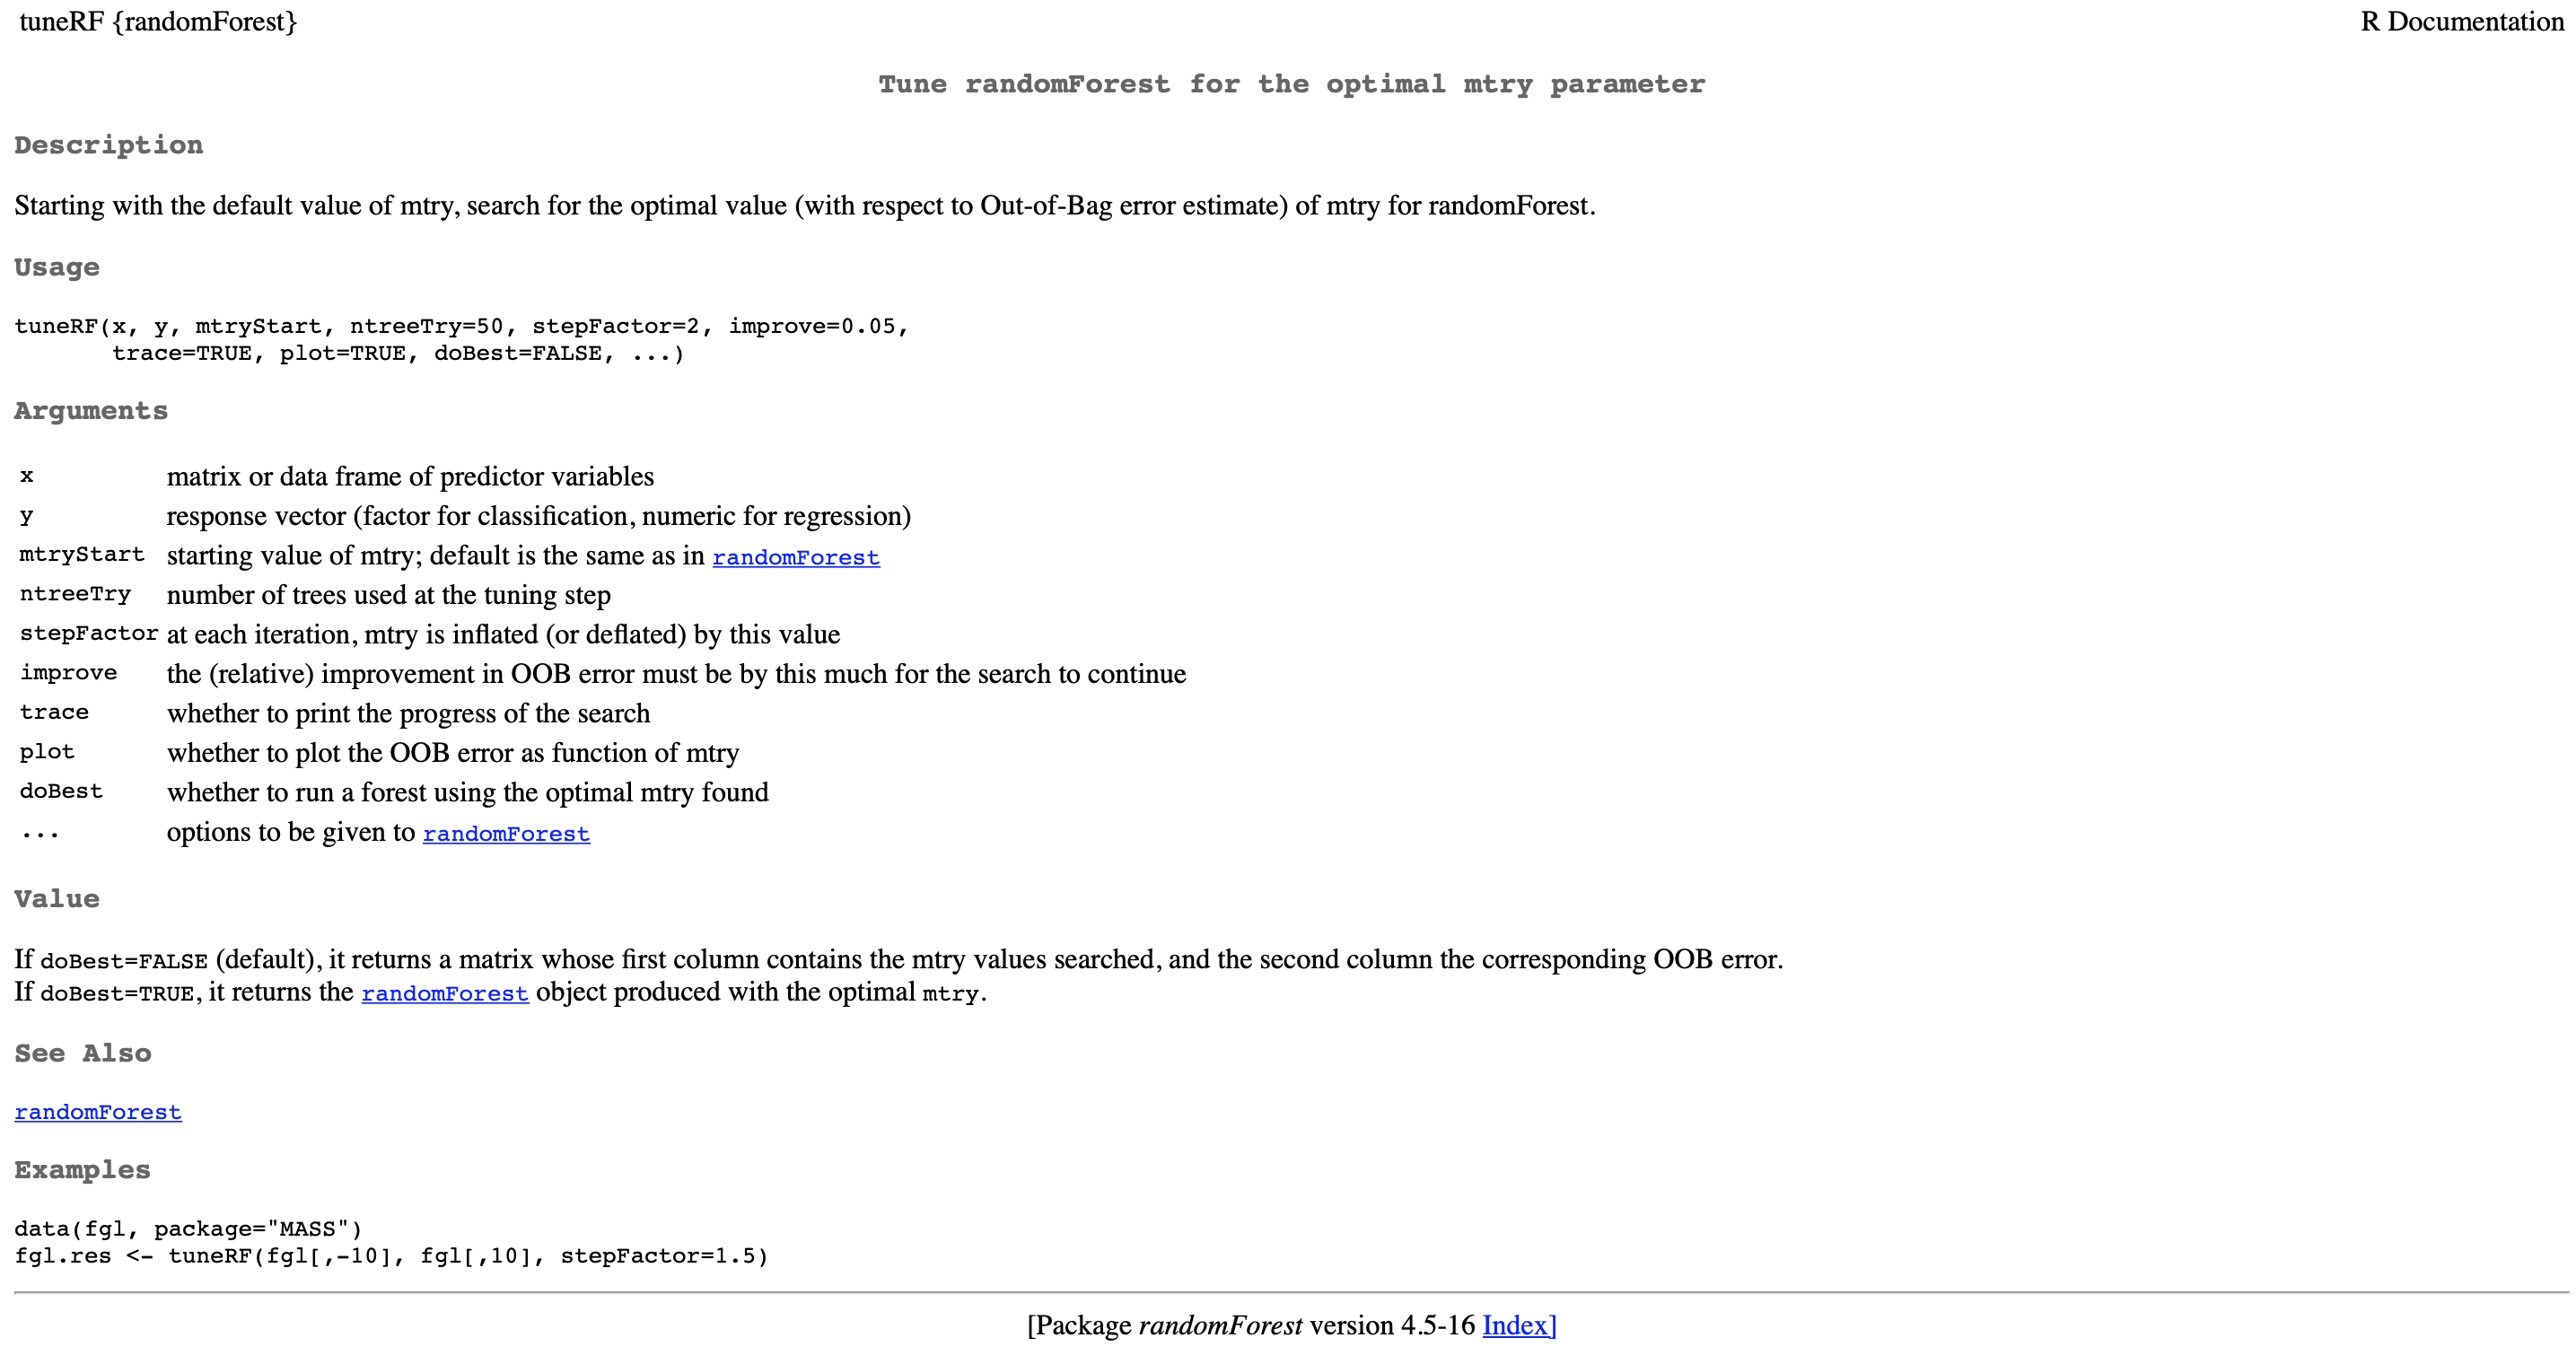 tuneRF {randomForest} R Documentation
Tune randomForest for the optimal mtry parameter
Description
Starting with the default value of mtry, search for the optimal value (with respect to Out-of-Bag error estimate) of mtry for randomForest.
Usage
tuneRF(x, y, mtryStart, ntreeTry=50, stepFactor=2, improve=0.05,
       trace=TRUE, plot=TRUE, doBest=FALSE, ...)
Arguments
x matrix or data frame of predictor variables
y response vector (factor for classification, numeric for regression)
mtryStart starting value of mtry; default is the same as in randomForest
ntreeTry number of trees used at the tuning step
stepFactor at each iteration, mtry is inflated (or deflated) by this value
improve the (relative) improvement in OOB error must be by this much for the search to continue
trace whether to print the progress of the search
plot whether to plot the OOB error as function of mtry
doBest whether to run a forest using the optimal mtry found
... options to be given to randomForest
Value
If doBest=FALSE (default), it returns a matrix whose first column contains the mtry values searched, and the second column the corresponding OOB error.
If doBest=TRUE, it returns the randomForest object produced with the optimal mtry.
See Also
randomForest
Examples
data(fgl, package="MASS")
fgl.res <- tuneRF(fgl[,-10], fgl[,10], stepFactor=1.5)
[Package randomForest version 4.5-16 Index]